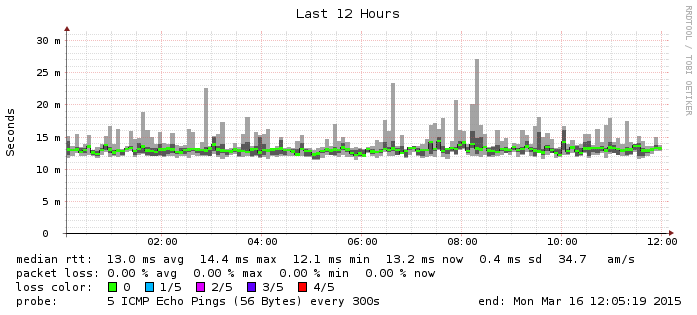 Last 12 Hours
RRDTOOL / TOBI OETIKER
Seconds
30 m
25 m
20 m
15 m
10 m
5 m
0
02:00 04:00 06:00 08:00 10:00 12:00
median rtt: 13.0 ms avg 14.4 ms max 12.1 ms min 13.2 ms now 0.4 ms sd 34.7 am/s
packet loss: 0.00 % avg 0.00 % max 0.00 % min 0.00 % now
loss color: 0 1/5 2/5 3/5 4/5
probe: 5 ICMP Echo Pings (56 Bytes) every 300s end: Mon Mar 16 12:05:19 2015